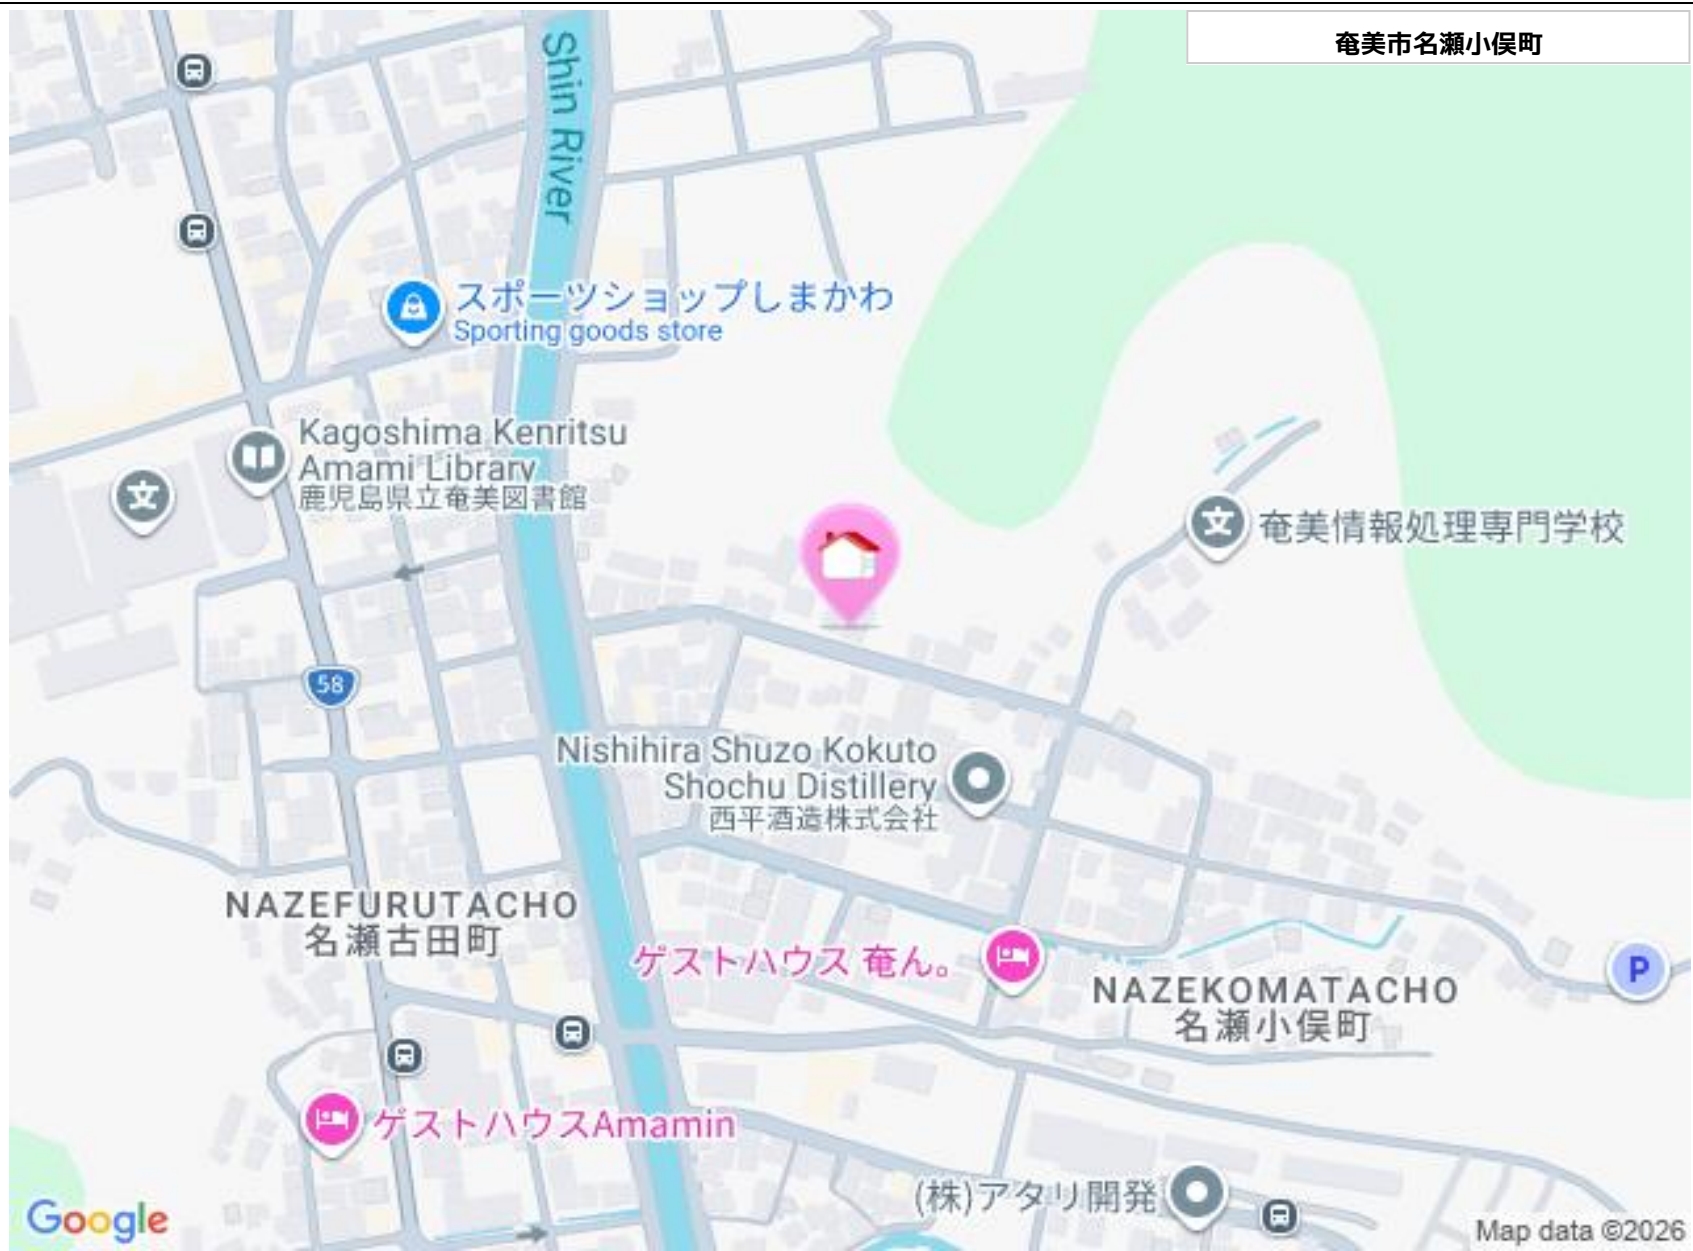 奄美市名瀬小俣町
Shin River
スポーツショップしまかわ
Sporting goods store
Kagoshima Kenritsu
Amami Library
鹿児島県立奄美図書館
文
文
奄美情報処理専門学校
58
Nishihira Shuzo Kokuto
Shochu Distillery
西平酒造株式会社
NAZEFURUTACHO
名瀬古田町
ゲストハウス 奄ん。
P
NAZEKOMATACHO
名瀬小俣町
ゲストハウスAmamin
(株)アタリ開発
Google
Map data ©2026